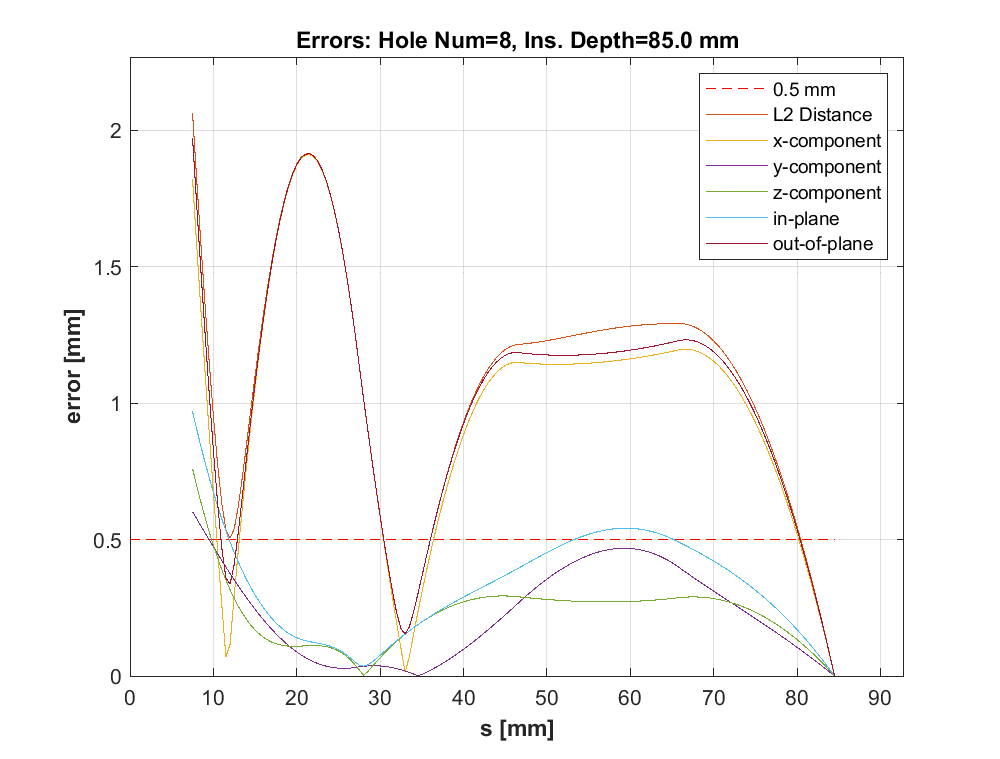 Errors: Hole Num=8, Ins. Depth=85.0 mm
0.5 mm
L2 Distance
x-component
y-component
z-component
in-plane
out-of-plane
2
1.5
1
0.5
0
error [mm]
0 10 20 30 40 50 60 70 80 90
s [mm]